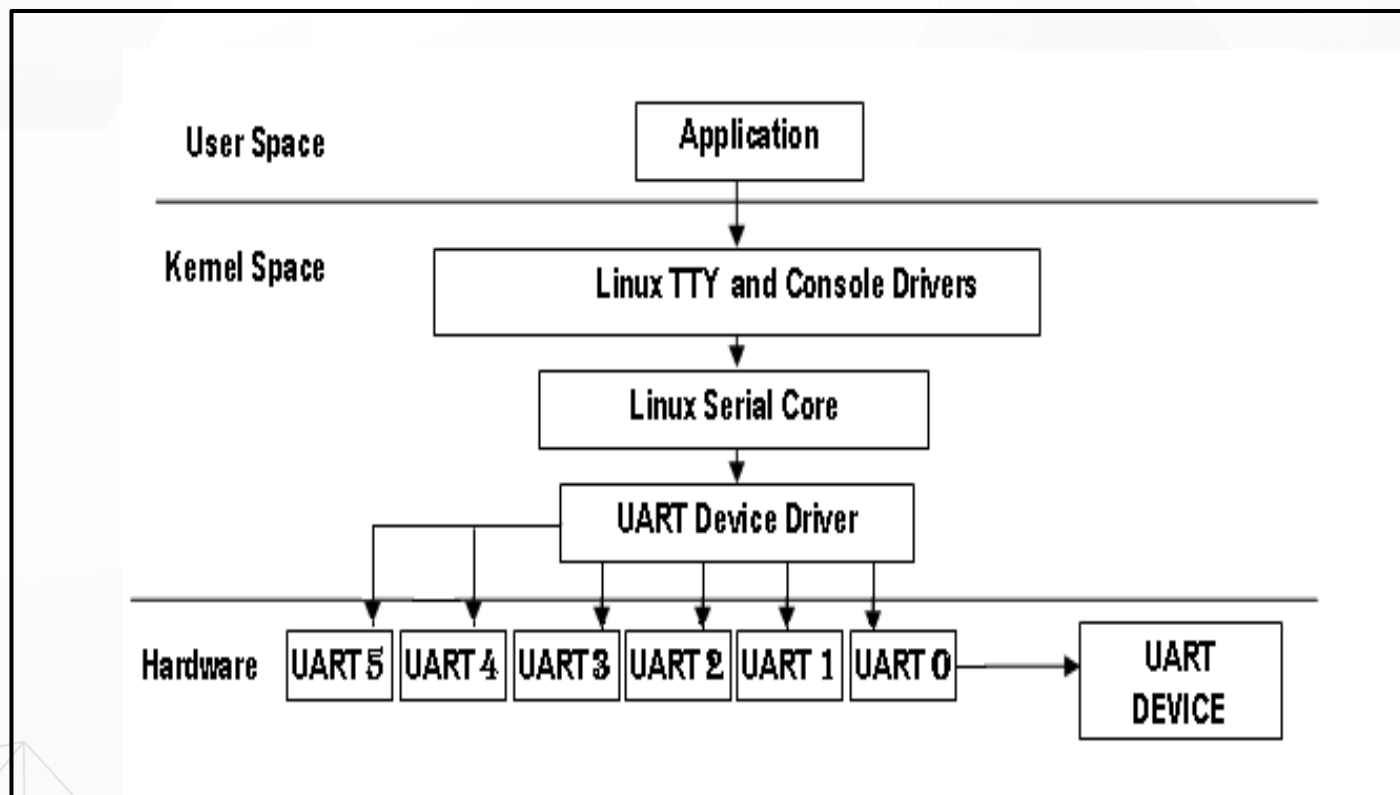 User Space
Application
Kernel Space
Linux TTY and Console Drivers
Linux Serial Core
UART Device Driver
Hardware
UART 5
UART 4
UART 3
UART 2
UART 1
UART 0
UART
DEVICE